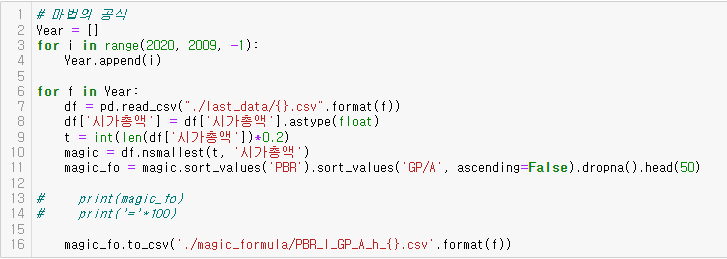 1 # 마법의 공식
2 Year = []
3 for i in range(2020, 2009, -1):
4     Year.append(i)
5
6 for f in Year:
7     df = pd.read_csv("./last_data/{}.csv".format(f))
8     df['시가총액'] = df['시가총액'].astype(float)
9     t = int(len(df['시가총액'])*0.2)
10     magic = df.nsmallest(t, '시가총액')
11     magic_fo = magic.sort_values('PBR').sort_values('GP/A', ascending=False).dropna().head(50)
12
13 #     print(magic_fo)
14 #     print('='*100)
15
16     magic_fo.to_csv('./magic_formula/PBR_l_GP_A_h_{}.csv'.format(f))